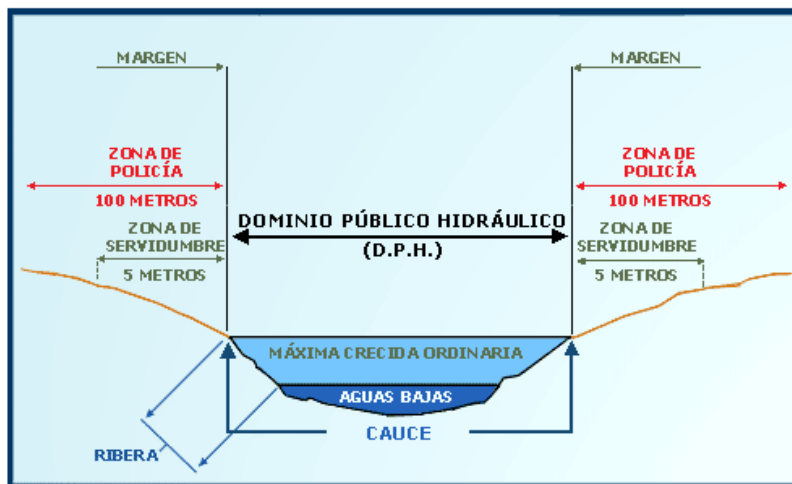 MARGEN
MARGEN
ZONA DE
POLICÍA
100 METROS
ZONA DE
POLICÍA
100 METROS
DOMINIO PÚBLICO HIDRÁULICO
(D.P.H.)
ZONA DE
SERVIDUMBRE
5 METROS
ZONA DE
SERVIDUMBRE
5 METROS
MÁXIMA CRECIDA ORDINARIA
AGUAS BAJAS
CAUCE
RIBERA